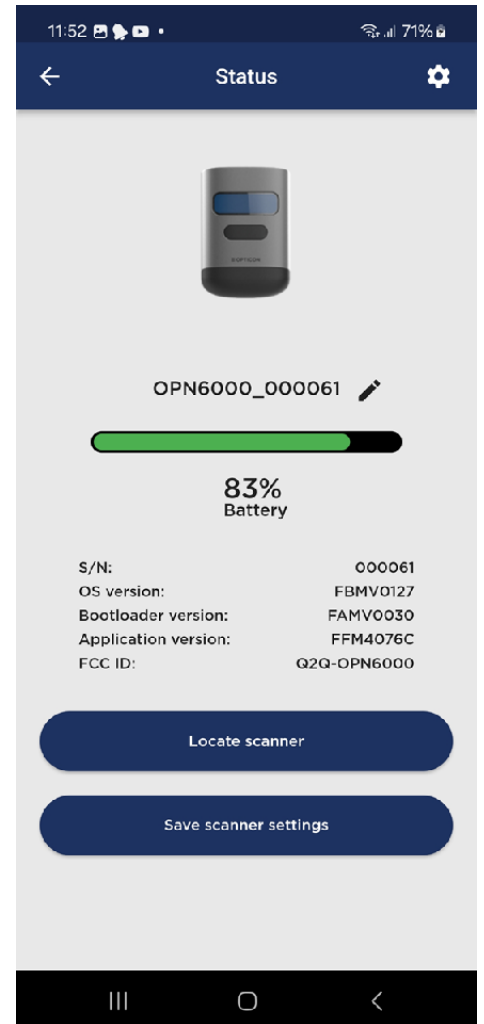 11:52 71%
Status
OPTICON
OPN6000_000061
83%
Battery
S/N: 000061
OS version: FBMV0127
Bootloader version: FAMV0030
Application version: FFM4076C
FCC ID: Q2Q-OPN6000
Locate scanner
Save scanner settings